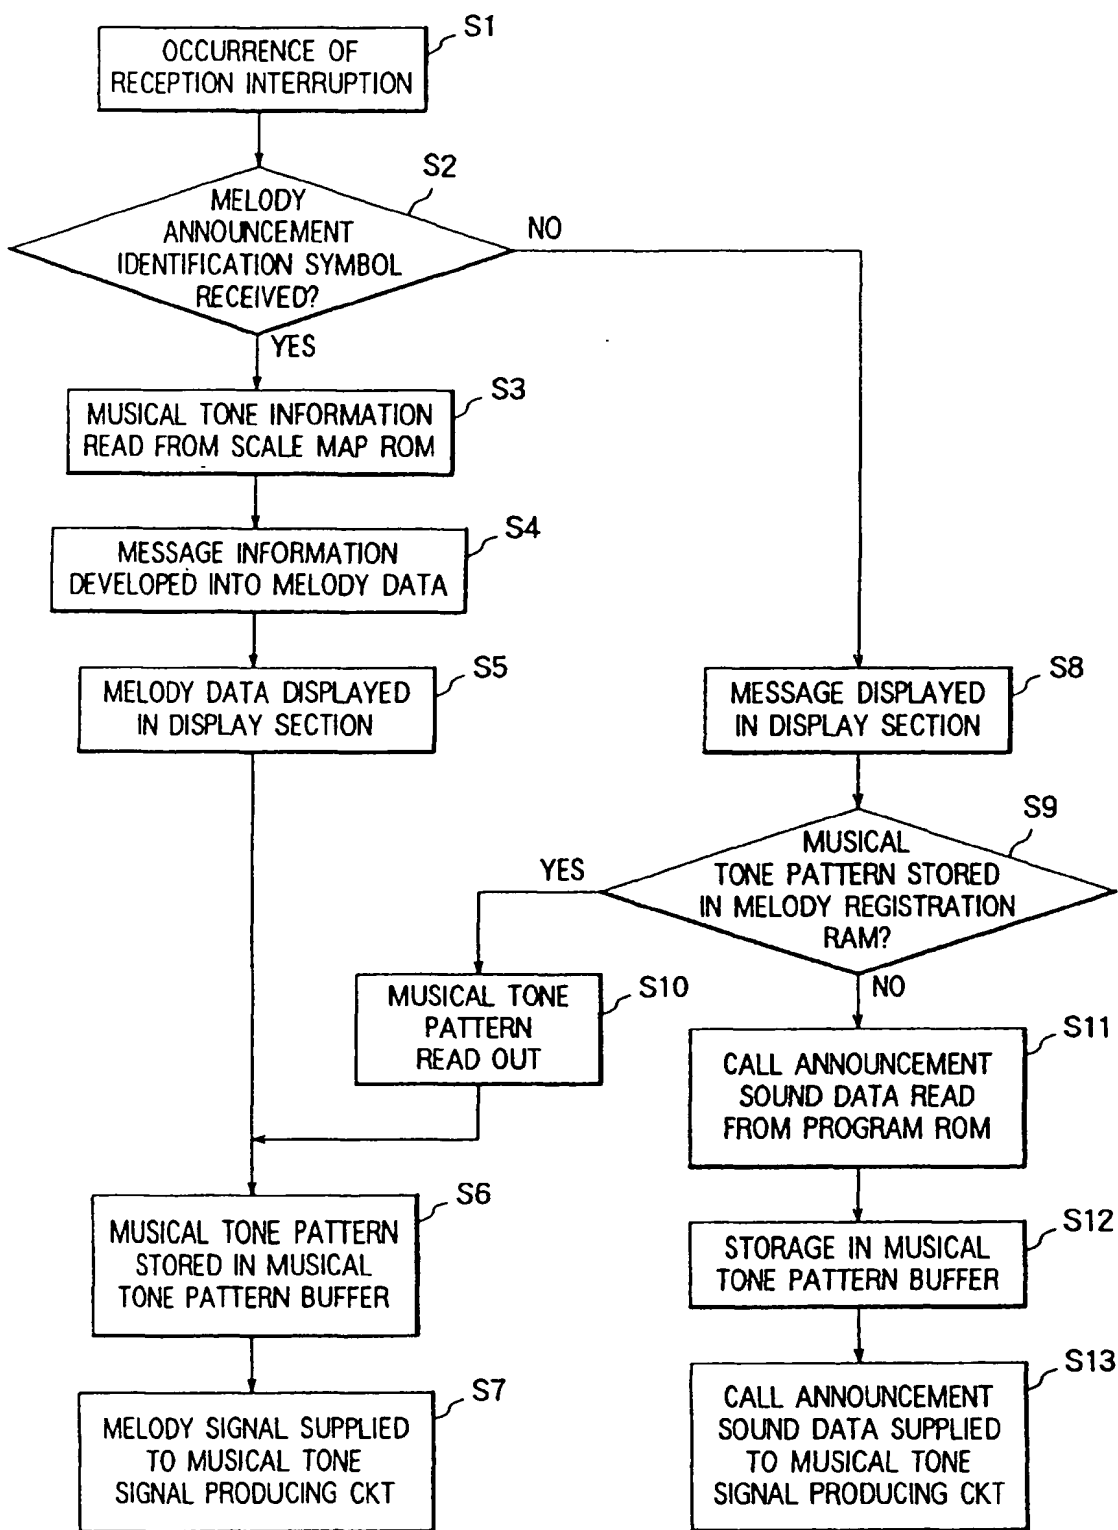 S1
OCCURRENCE OF
RECEPTION INTERRUPTION
S2
MELODY
ANNOUNCEMENT
IDENTIFICATION SYMBOL
RECEIVED?
NO
YES
S3
MUSICAL TONE INFORMATION
READ FROM SCALE MAP ROM
S4
MESSAGE INFORMATION
DEVELOPED INTO MELODY DATA
S5
MELODY DATA DISPLAYED
IN DISPLAY SECTION
S8
MESSAGE DISPLAYED
IN DISPLAY SECTION
S9
MUSICAL
TONE PATTERN STORED
IN MELODY REGISTRATION
RAM?
YES
NO
S10
MUSICAL TONE
PATTERN
READ OUT
S11
CALL ANNOUNCEMENT
SOUND DATA READ
FROM PROGRAM ROM
S6
MUSICAL TONE PATTERN
STORED IN MUSICAL
TONE PATTERN BUFFER
S12
STORAGE IN MUSICAL
TONE PATTERN BUFFER
S7
MELODY SIGNAL SUPPLIED
TO MUSICAL TONE
SIGNAL PRODUCING CKT
S13
CALL ANNOUNCEMENT
SOUND DATA SUPPLIED
TO MUSICAL TONE
SIGNAL PRODUCING CKT